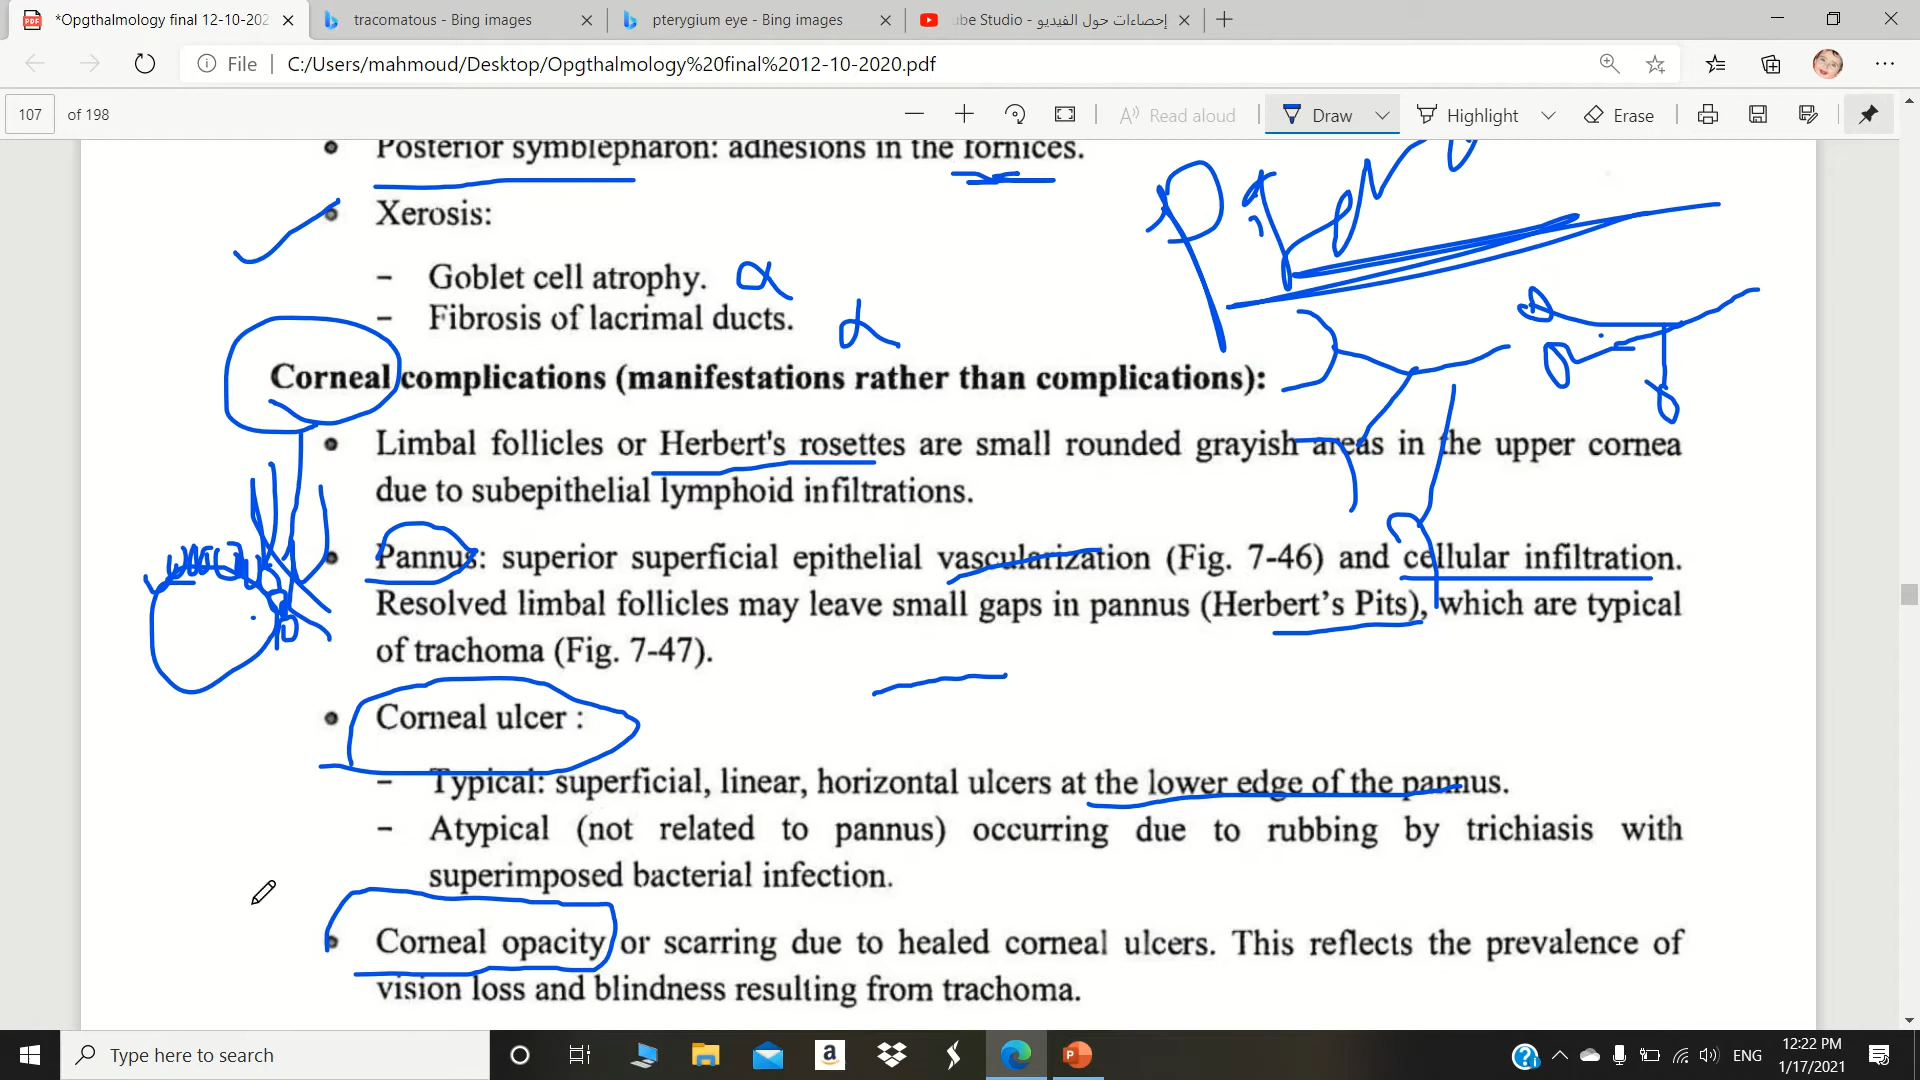 *Opgthalmology final 12-10-202
tracomatous - Bing images
pterygium eye - Bing images
إحصاءات حول الفيديو - ube Studio
File
C:/Users/mahmoud/Desktop/Opgthalmology%20final%2012-10-2020.pdf
107 of 198
Read aloud
Draw
Highlight
Erase
• Posterior symblepharon: adhesions in the fornices.
• Xerosis:
- Goblet cell atrophy.
- Fibrosis of lacrimal ducts.
Corneal complications (manifestations rather than complications):
• Limbal follicles or Herbert's rosettes are small rounded grayish areas in the upper cornea
due to subepithelial lymphoid infiltrations.
• Pannus: superior superficial epithelial vascularization (Fig. 7-46) and cellular infiltration.
Resolved limbal follicles may leave small gaps in pannus (Herbert's Pits), which are typical
of trachoma (Fig. 7-47).
• Corneal ulcer :
- Typical: superficial, linear, horizontal ulcers at the lower edge of the pannus.
- Atypical (not related to pannus) occurring due to rubbing by trichiasis with
superimposed bacterial infection.
• Corneal opacity or scarring due to healed corneal ulcers. This reflects the prevalence of
vision loss and blindness resulting from trachoma.
Type here to search
ENG
12:22 PM
1/17/2021